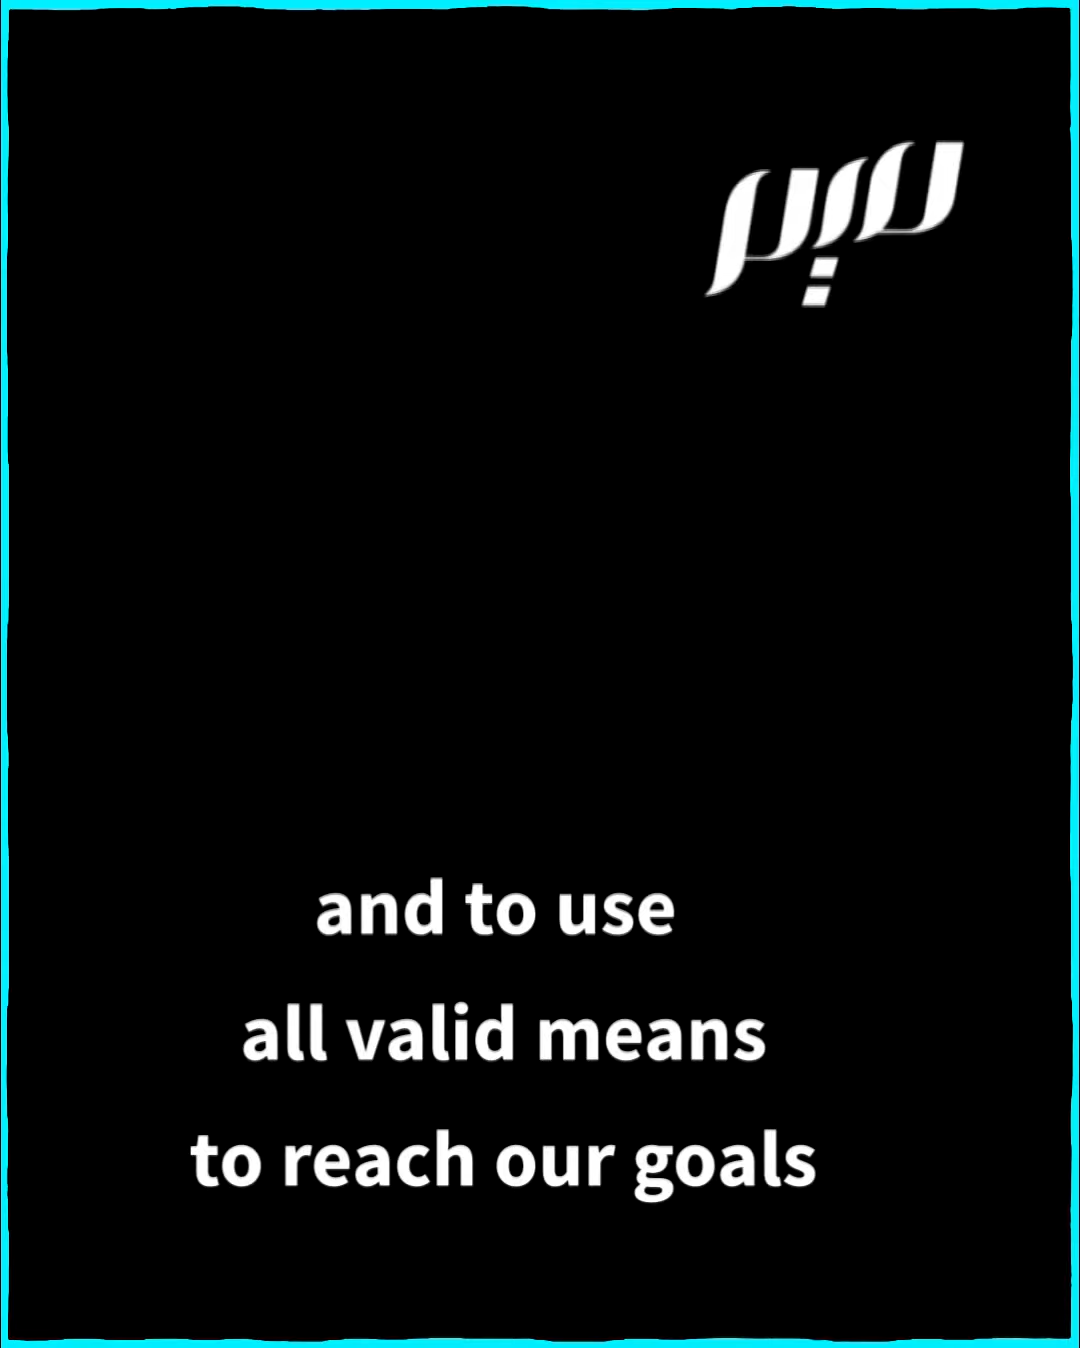 and to use
all valid means
to reach our goals